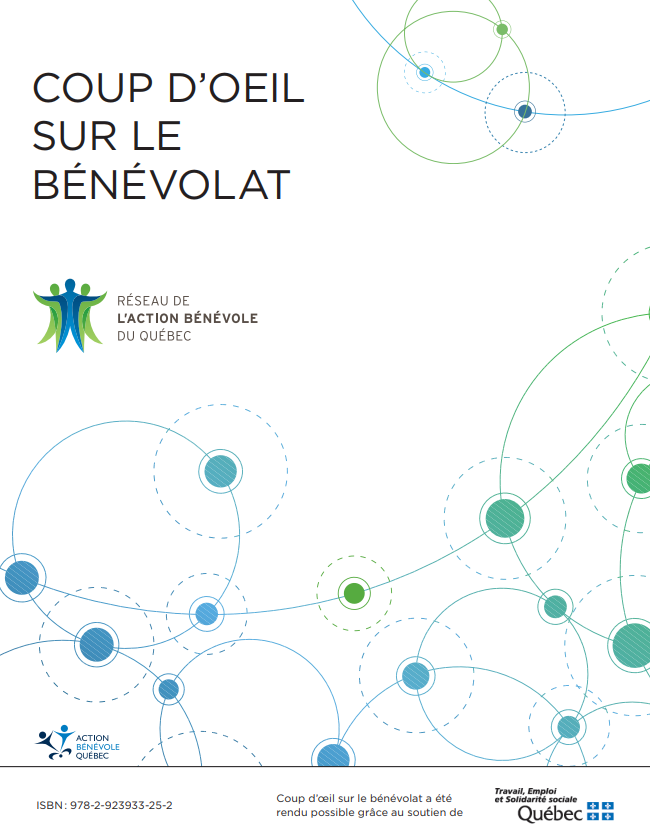 COUP D’OEIL
SUR LE
BÉNÉVOLAT
RÉSEAU DE
L’ACTION BÉNÉVOLE
DU QUÉBEC
ACTION
BÉNÉVOLE
QUÉBEC
ISBN : 978-2-923933-25-2
Coup d’œil sur le bénévolat a été
rendu possible grâce au soutien de
Travail, Emploi
et Solidarité sociale
Québec